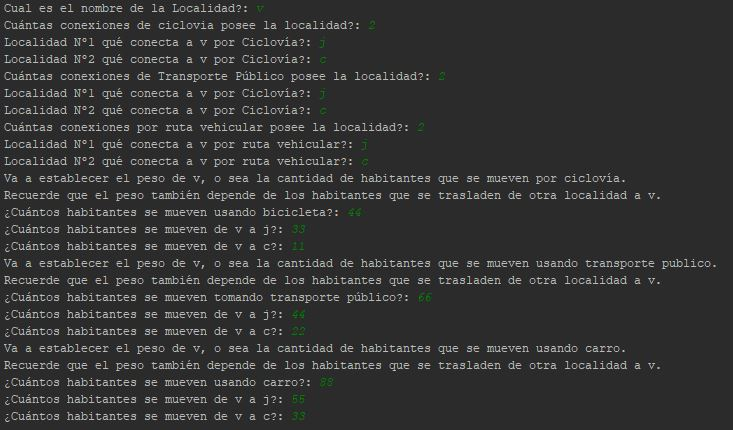 Cual es el nombre de la Localidad?: v
Cuántas conexiones de ciclovia posee la localidad?: 2
Localidad N°1 qué conecta a v por Ciclovía?: j
Localidad N°2 qué conecta a v por Ciclovía?: c
Cuántas conexiones de Transporte Público posee la localidad?: 2
Localidad N°1 qué conecta a v por Ciclovía?: j
Localidad N°2 qué conecta a v por Ciclovía?: c
Cuántas conexiones por ruta vehicular posee la localidad?: 2
Localidad N°1 qué conecta a v por ruta vehicular?: j
Localidad N°2 qué conecta a v por ruta vehicular?: c
Va a establecer el peso de v, o sea la cantidad de habitantes que se mueven por ciclovía.
Recuerde que el peso también depende de los habitantes que se trasladen de otra localidad a v.
¿Cuántos habitantes se mueven usando bicicleta?: 44
¿Cuántos habitantes se mueven de v a j?: 33
¿Cuántos habitantes se mueven de v a c?: 11
Va a establecer el peso de v, o sea la cantidad de habitantes que se mueven usando transporte publico.
Recuerde que el peso también depende de los habitantes que se trasladen de otra localidad a v.
¿Cuántos habitantes se mueven tomando transporte público?: 66
¿Cuántos habitantes se mueven de v a j?: 44
¿Cuántos habitantes se mueven de v a c?: 22
Va a establecer el peso de v, o sea la cantidad de habitantes que se mueven usando carro.
Recuerde que el peso también depende de los habitantes que se trasladen de otra localidad a v.
¿Cuántos habitantes se mueven usando carro?: 88
¿Cuántos habitantes se mueven de v a j?: 55
¿Cuántos habitantes se mueven de v a c?: 33